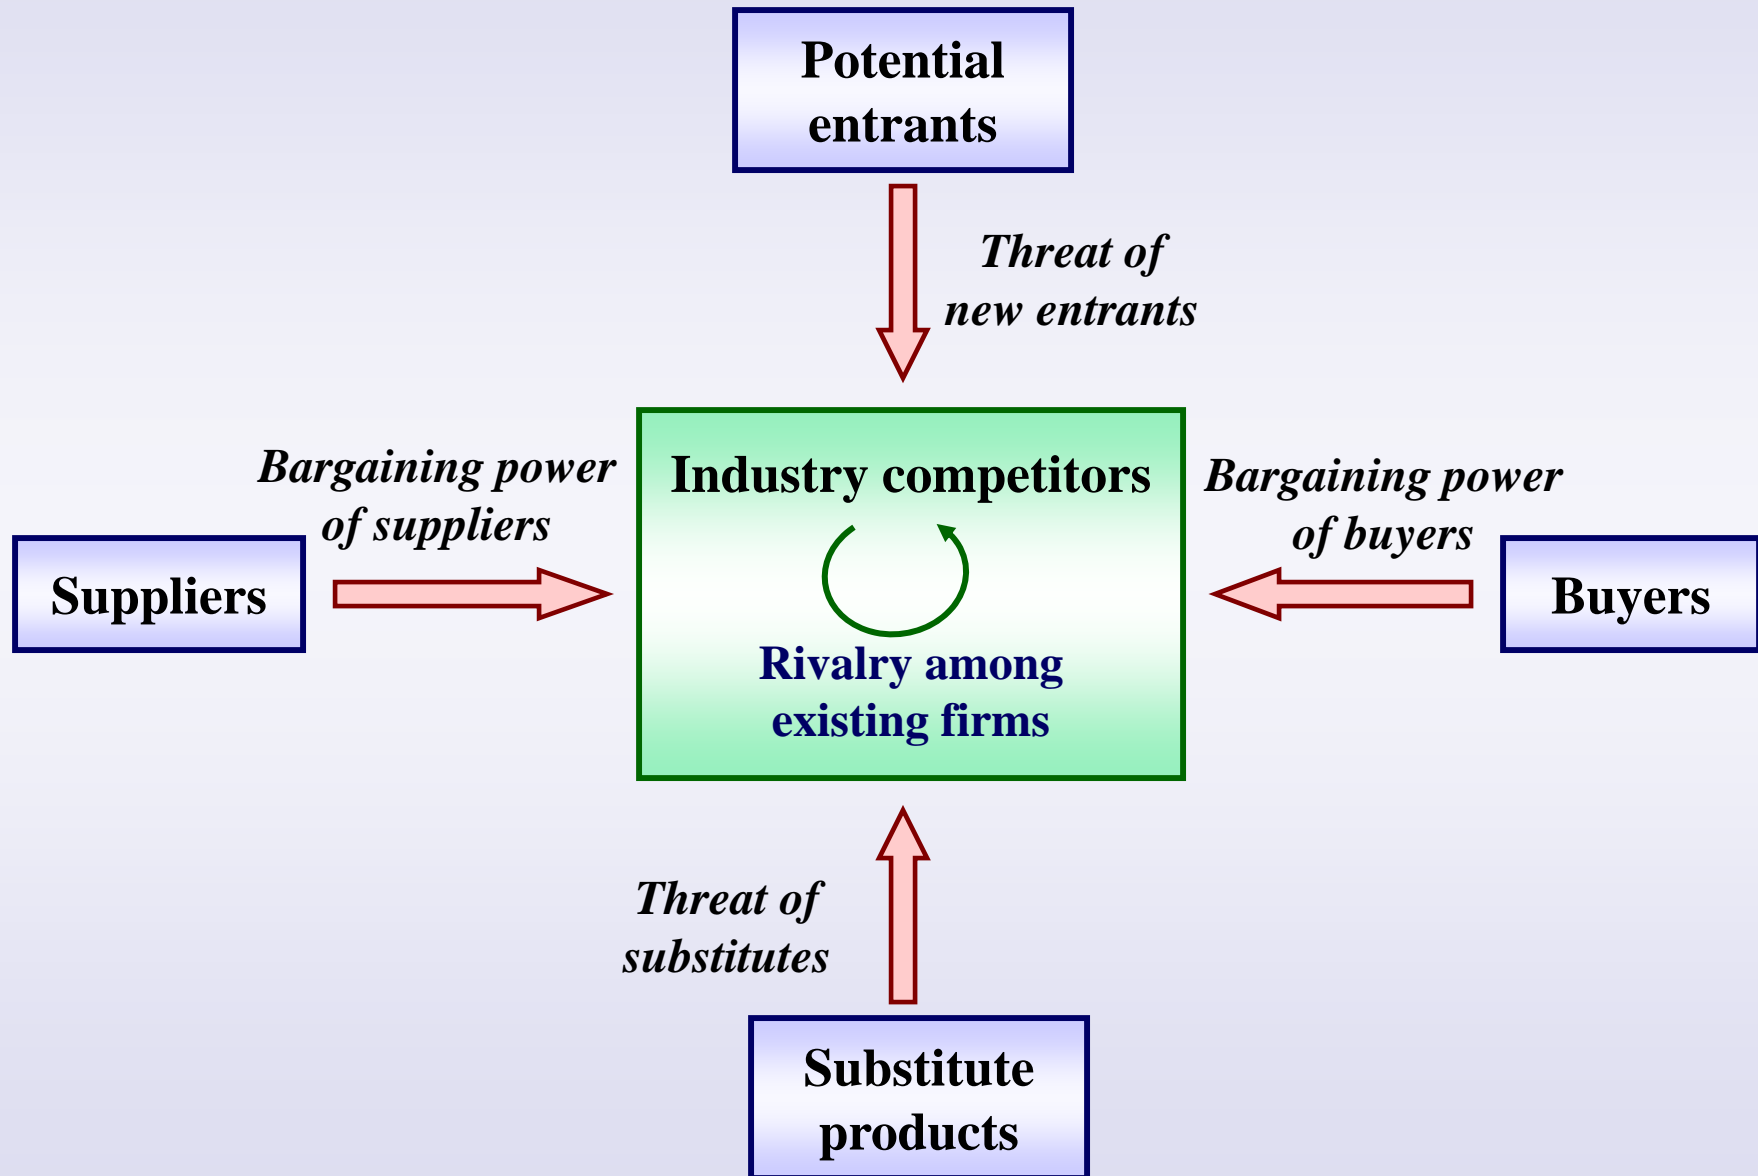 Potential
entrants
Threat of
new entrants
Bargaining power
of suppliers
Suppliers
Industry competitors
Rivalry among
existing firms
Bargaining power
of buyers
Buyers
Threat of
substitutes
Substitute
products